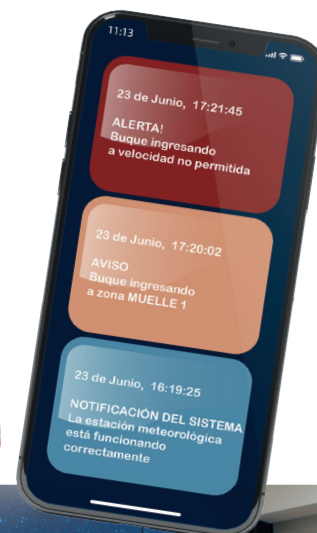 11:13
23 de Junio, 17:21:45
ALERTA!
Buque ingresando
a velocidad no permitida
23 de Junio, 17:20:02
AVISO
Buque ingresando
a zona MUELLE 1
23 de Junio, 16:19:25
NOTIFICACIÓN DEL SISTEMA
La estación meteorológica
está funcionando
correctamente